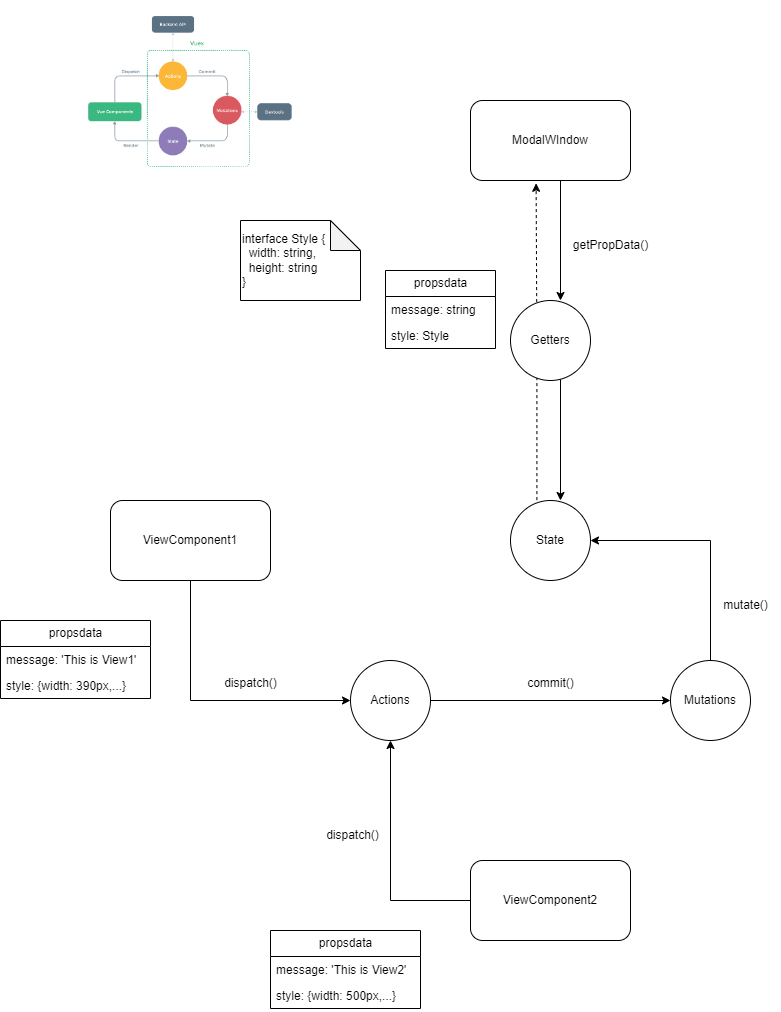 Backend API
Vuex
Dispatch
Actions
Commit
Vue Components
Mutations
Devtools
State
Render
Mutate
ModalWIndow
getPropData()
interface Style {
width: string,
height: string
}
propsdata
message: string
style: Style
Getters
ViewComponent1
State
mutate()
propsdata
message: 'This is View1'
style: {width: 390px,...}
dispatch()
Actions
commit()
Mutations
dispatch()
ViewComponent2
propsdata
message: 'This is View2'
style: {width: 500px,...}